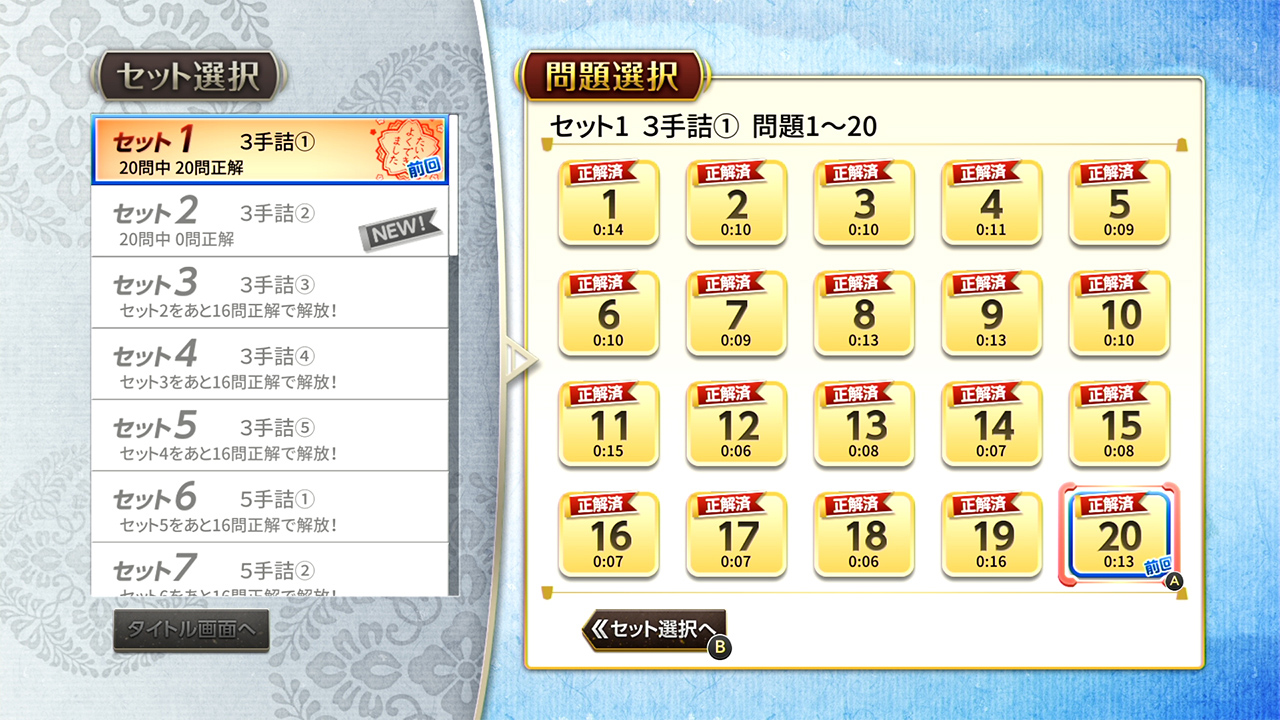 セット選択
セット1 3手詰①
20問中 20問正解
たいへん
よくでき
ました
前回
セット2 3手詰②
20問中 0問正解
NEW!
セット3 3手詰③
セット2をあと16問正解で解放!
セット4 3手詰④
セット3をあと16問正解で解放!
セット5 3手詰⑤
セット4をあと16問正解で解放!
セット6 5手詰①
セット5をあと16問正解で解放!
セット7 5手詰②
セット6をあと16問正解で解放!
タイトル画面へ
問題選択
セット1 3手詰① 問題1～20
正解済 正解済 正解済 正解済 正解済
1 2 3 4 5
0:14 0:10 0:10 0:11 0:09
正解済 正解済 正解済 正解済 正解済
6 7 8 9 10
0:10 0:09 0:13 0:13 0:10
正解済 正解済 正解済 正解済 正解済
11 12 13 14 15
0:15 0:06 0:08 0:07 0:08
正解済 正解済 正解済 正解済 正解済
16 17 18 19 20
0:07 0:07 0:06 0:16 0:13 前回
A
≪セット選択へ
B